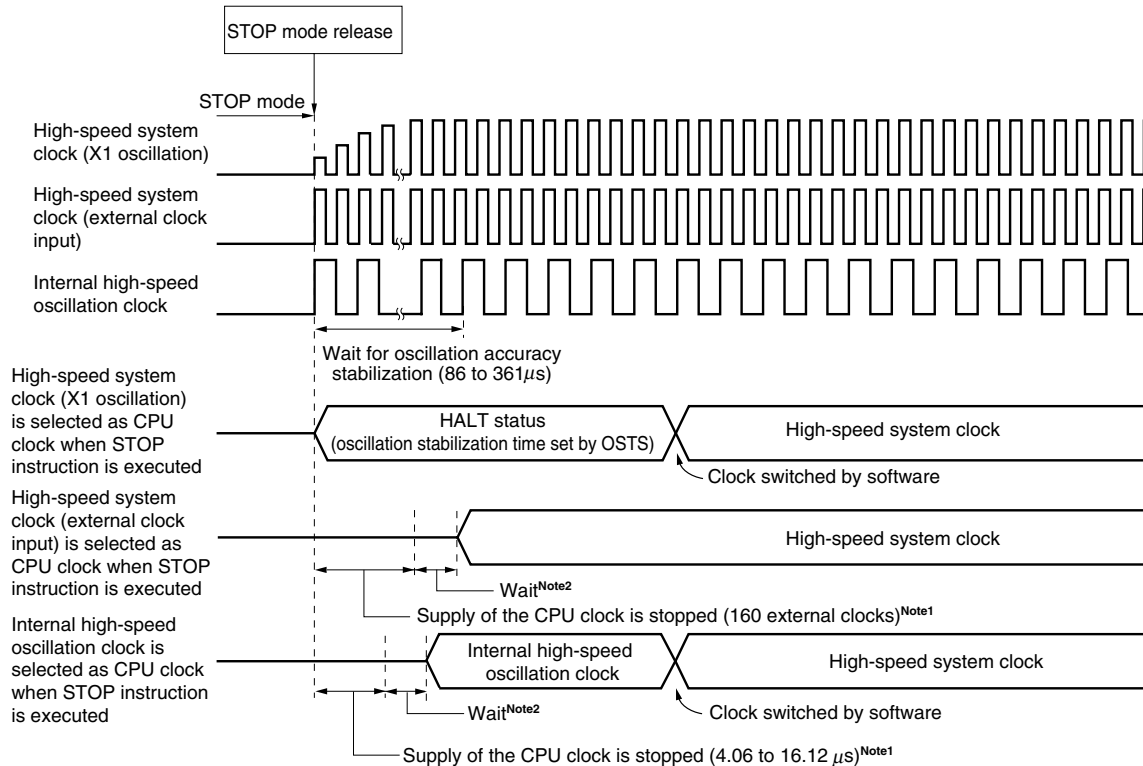 STOP mode release
STOP mode
High-speed system
clock (X1 oscillation)
High-speed system
clock (external clock
input)
Internal high-speed
oscillation clock
Wait for oscillation accuracy
stabilization (86 to 361μs)
High-speed system
clock (X1 oscillation)
is selected as CPU
clock when STOP
instruction is executed
HALT status
(oscillation stabilization time set by OSTS)
High-speed system clock
Clock switched by software
High-speed system
clock (external clock
input) is selected as
CPU clock when STOP
instruction is executed
High-speed system clock
WaitNote2
Supply of the CPU clock is stopped (160 external clocks)Note1
Internal high-speed
oscillation clock is
selected as CPU clock
when STOP instruction
is executed
Internal high-speed
oscillation clock
High-speed system clock
WaitNote2
Clock switched by software
Supply of the CPU clock is stopped (4.06 to 16.12 μs)Note1